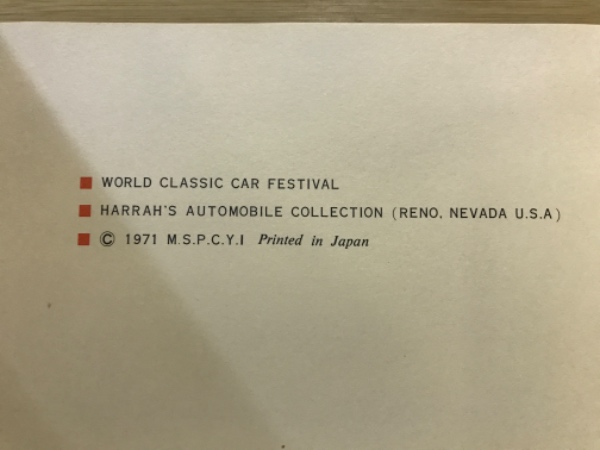 ■ WORLD CLASSIC CAR FESTIVAL
■ HARRAH'S AUTOMOBILE COLLECTION (RENO, NEVADA U.S.A)
■ © 1971 M.S.P.C.Y.I Printed in Japan